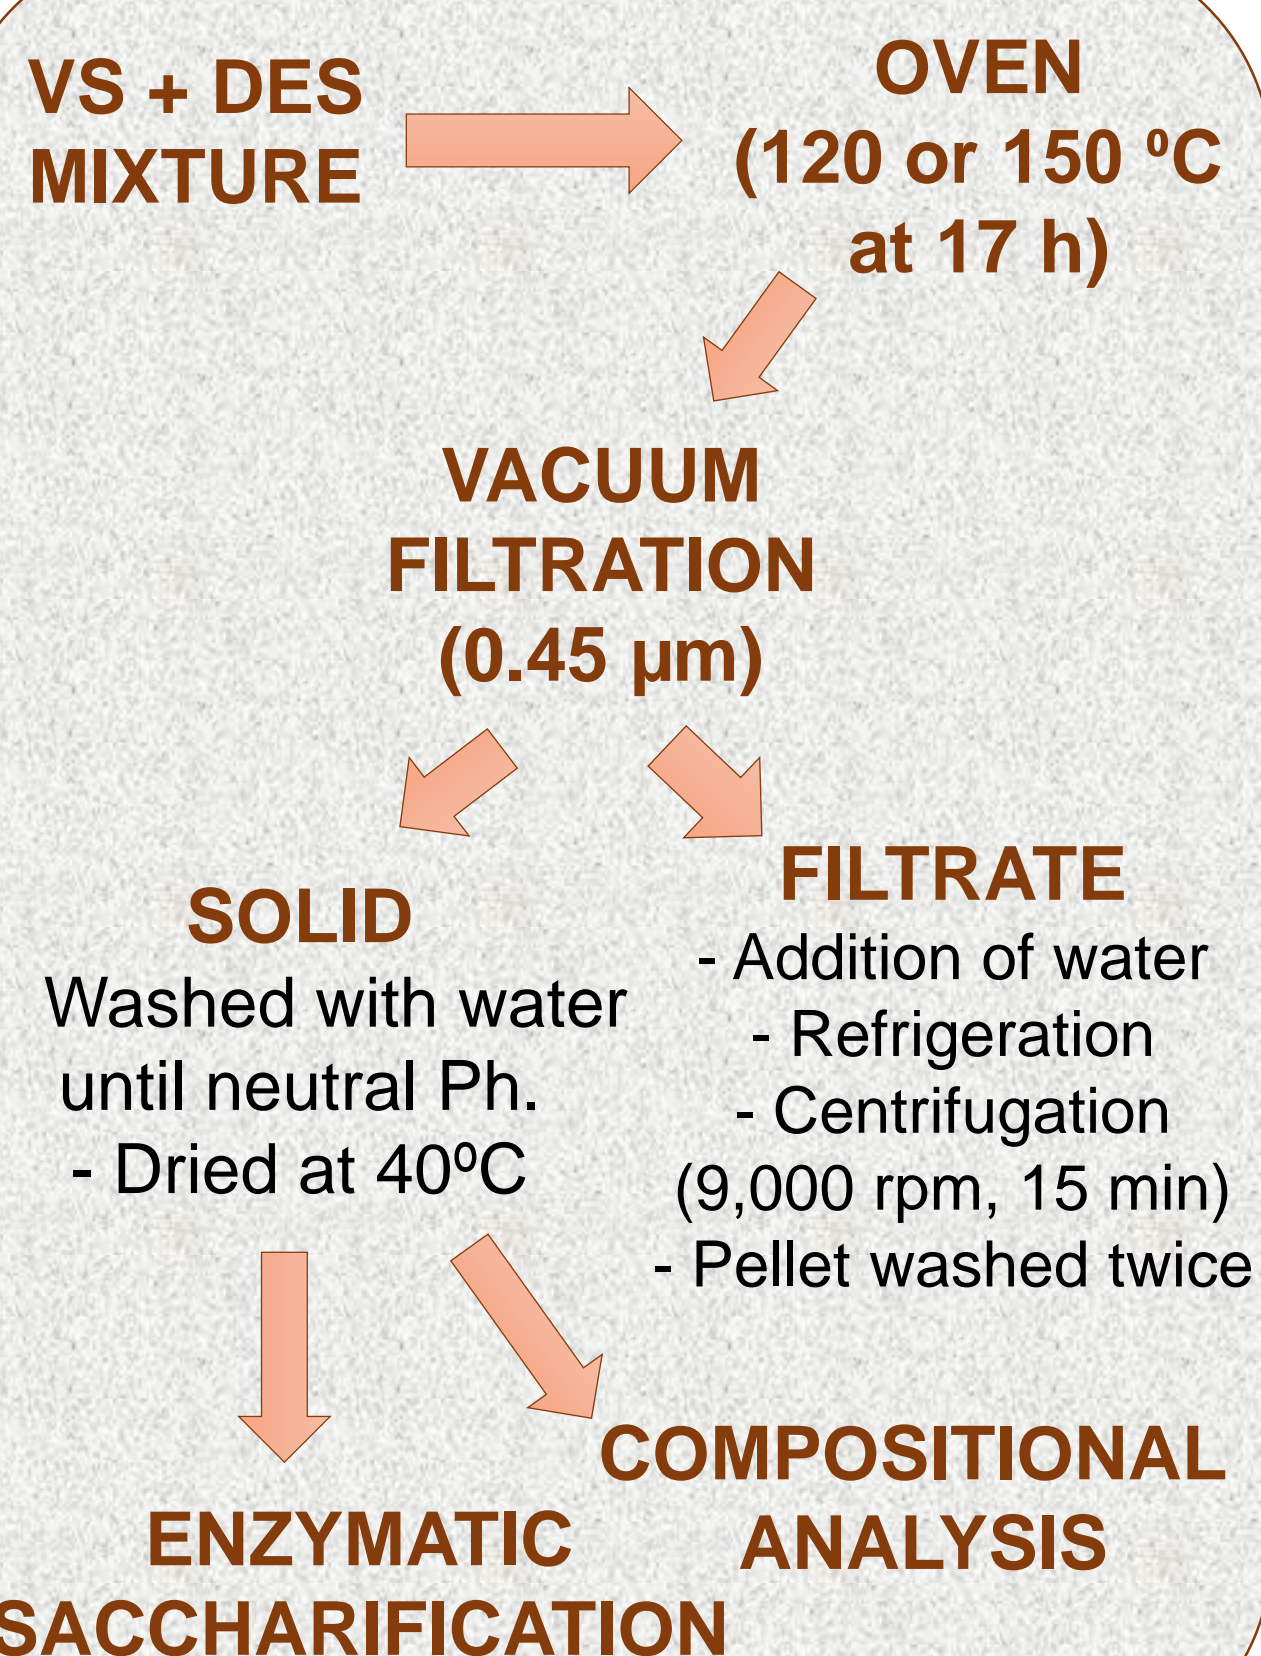 VS + DES
MIXTURE
OVEN
(120 or 150 ºC
at 17 h)
VACUUM
FILTRATION
(0.45 µm)
SOLID
Washed with water
until neutral Ph.
- Dried at 40ºC
FILTRATE
- Addition of water
- Refrigeration
- Centrifugation
(9,000 rpm, 15 min)
- Pellet washed twice
ENZYMATIC
SACCHARIFICATION
COMPOSITIONAL
ANALYSIS